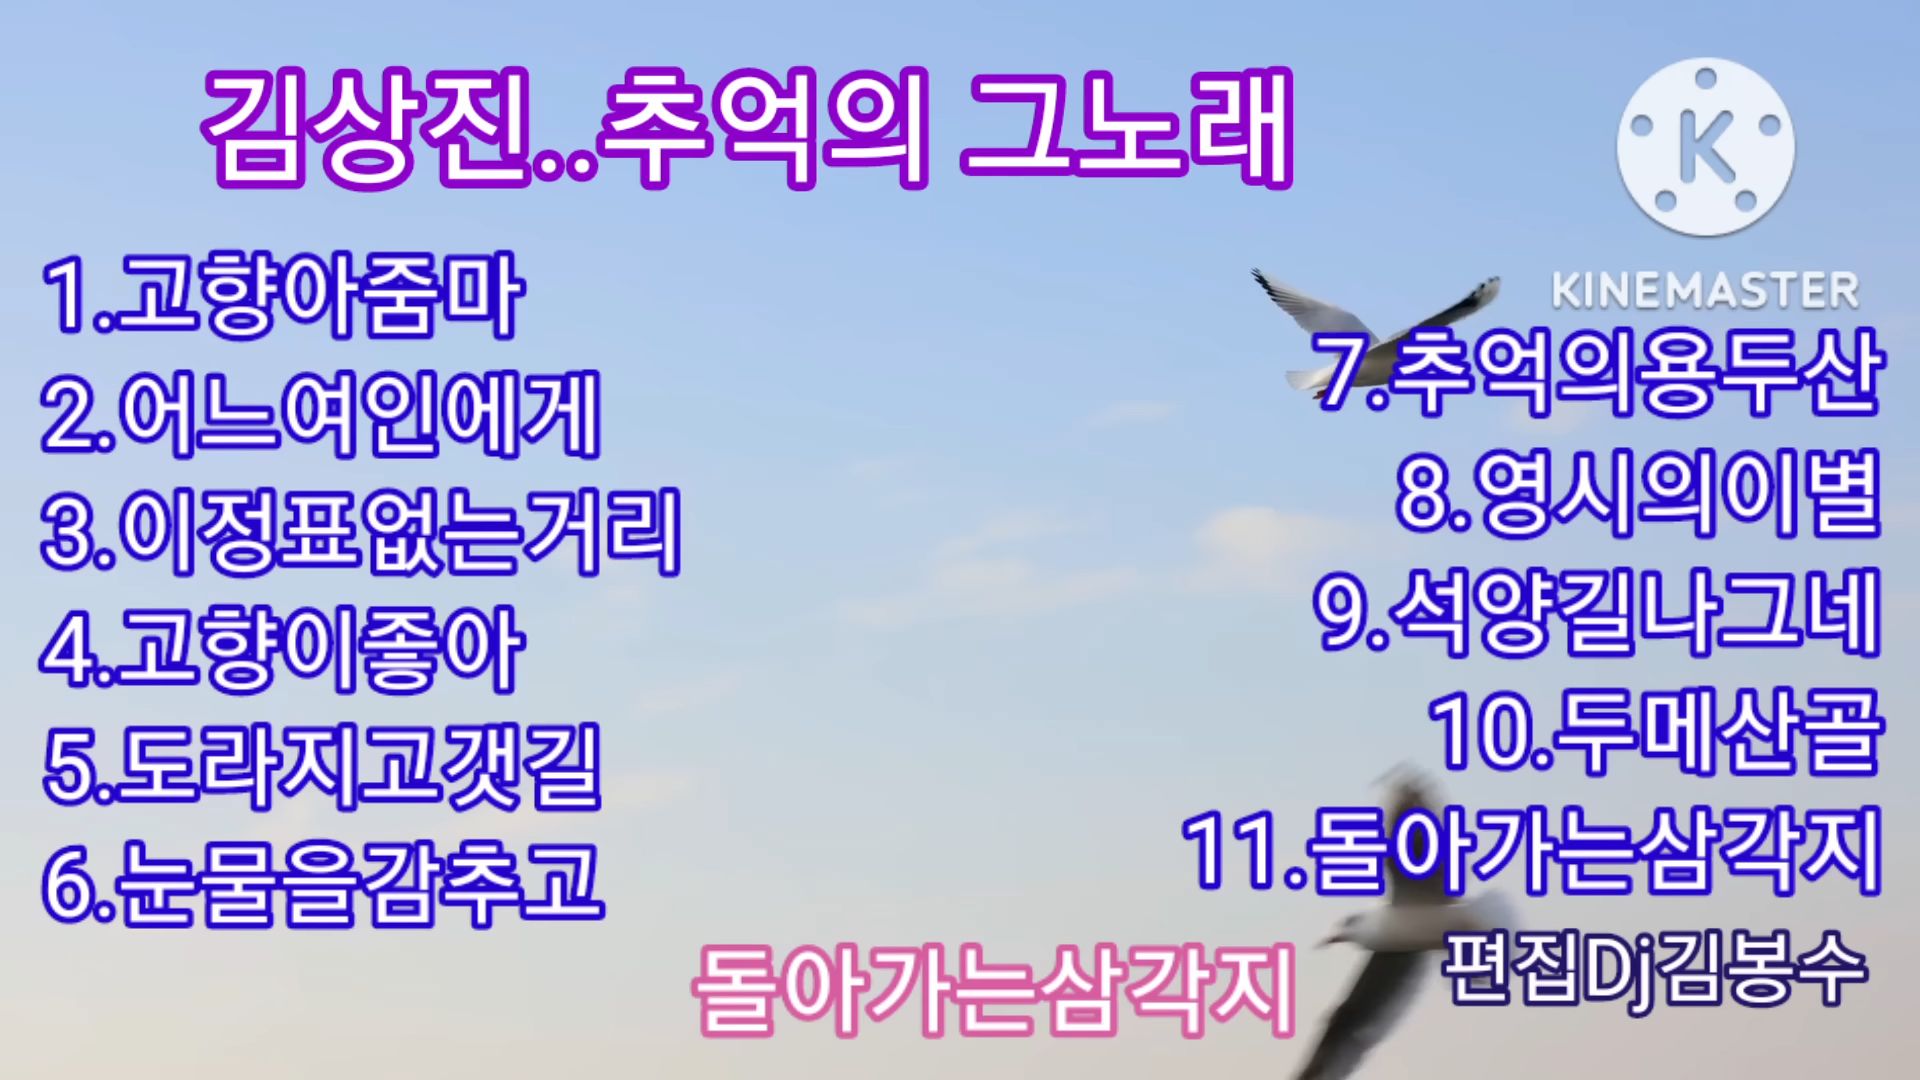 김상진..추억의 그노래
KINEMASTER
1.고향아줌마
2.어느여인에게
3.이정표없는거리
4.고향이좋아
5.도라지고갯길
6.눈물을감추고
7.추억의용두산
8.영시의이별
9.석양길나그네
10.두메산골
11.돌아가는삼각지
편집Dj김봉수
돌아가는삼각지